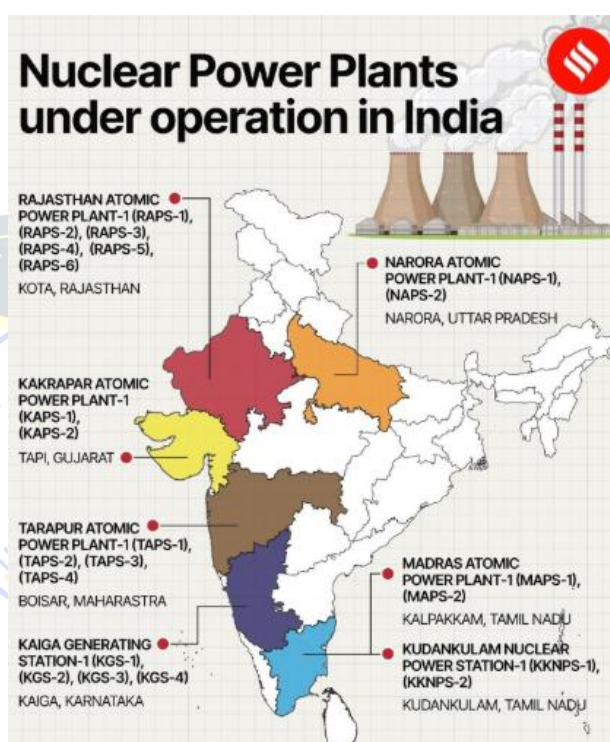 Nuclear Power Plants
under operation in India
RAJASTHAN ATOMIC
POWER PLANT-1 (RAPS-1),
(RAPS-2), (RAPS-3),
(RAPS-4), (RAPS-5),
(RAPS-6)
KOTA, RAJASTHAN
NARORA ATOMIC
POWER PLANT-1 (NAPS-1),
(NAPS-2)
NARORA, UTTAR PRADESH
KAKRAPAR ATOMIC
POWER PLANT-1
(KAPS-1),
(KAPS-2)
TAPI, GUJARAT
TARAPUR ATOMIC
POWER PLANT-1 (TAPS-1),
(TAPS-2), (TAPS-3),
(TAPS-4)
BOISAR, MAHARASTRA
MADRAS ATOMIC
POWER PLANT-1 (MAPS-1),
(MAPS-2)
KALPAKKAM, TAMIL NADU
KAIGA GENERATING
STATION-1 (KGS-1),
(KGS-2), (KGS-3), (KGS-4)
KAIGA, KARNATAKA
KUDANKULAM NUCLEAR
POWER STATION-1 (KKNPS-1),
(KKNPS-2)
KUDANKULAM, TAMIL NADU